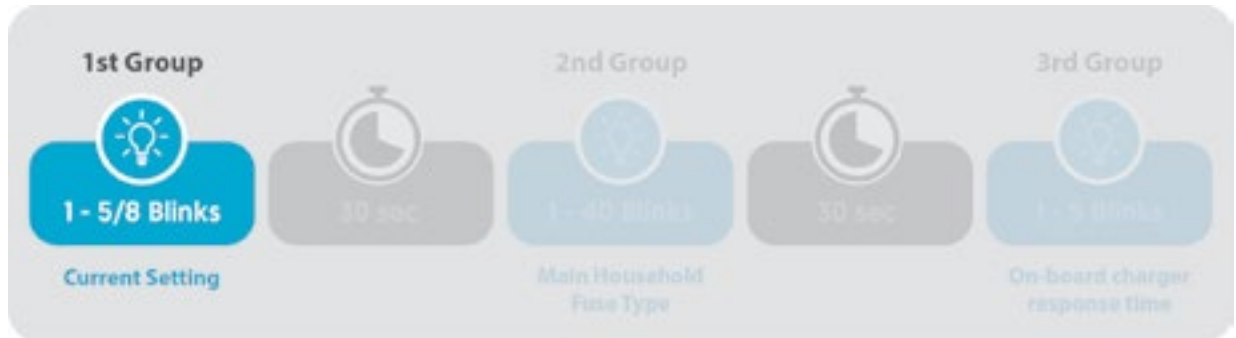 1st Group
2nd Group
3rd Group
1 - 5/8 Blinks
30 sec
1 - 40 Blinks
30 sec
1 - 5 Blinks
Current Setting
Main Household
Fuse Type
On-board charger
response time